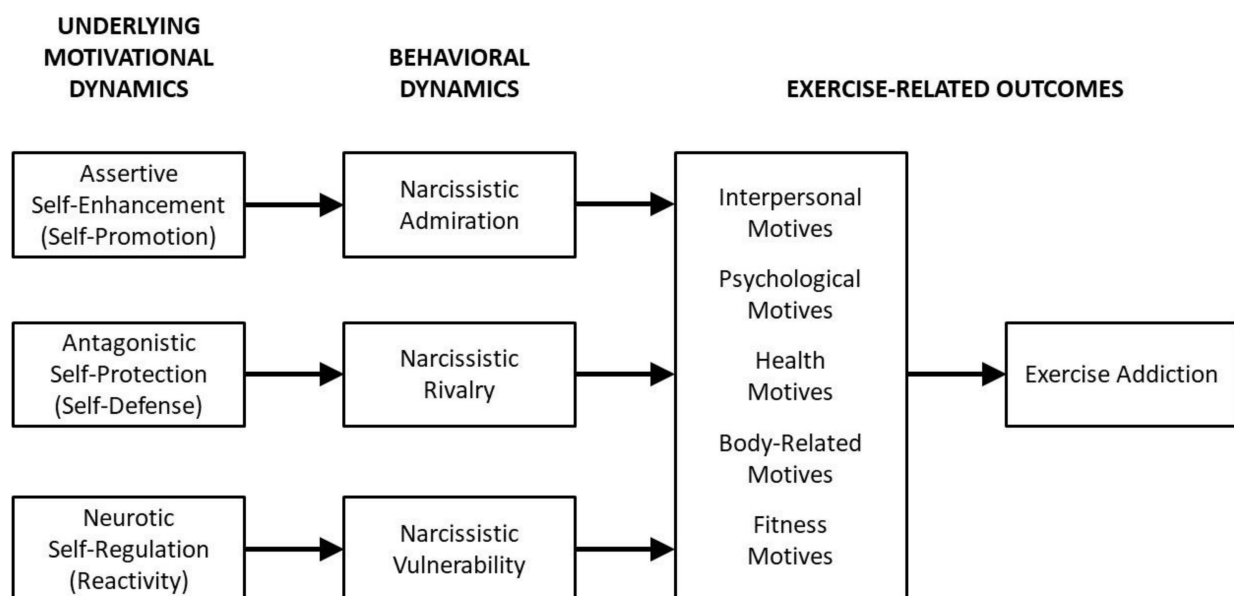 UNDERLYING
MOTIVATIONAL
DYNAMICS
BEHAVIORAL
DYNAMICS
EXERCISE-RELATED OUTCOMES
Assertive
Self-Enhancement
(Self-Promotion)
Narcissistic
Admiration
Antagonistic
Self-Protection
(Self-Defense)
Narcissistic
Rivalry
Neurotic
Self-Regulation
(Reactivity)
Narcissistic
Vulnerability
Interpersonal
Motives
Psychological
Motives
Health
Motives
Body-Related
Motives
Fitness
Motives
Exercise Addiction